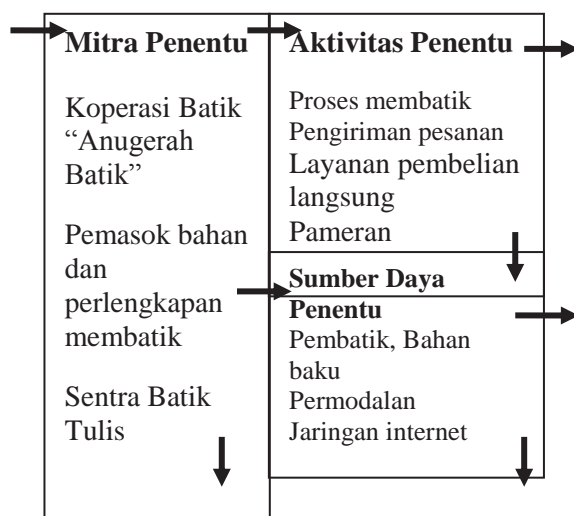 Mitra Penentu
Koperasi Batik
“Anugerah
Batik”
Pemasok bahan
dan
perlengkapan
membatik
Sentra Batik
Tulis
Aktivitas Penentu
Proses membatik
Pengiriman pesanan
Layanan pembelian
langsung
Pameran
Sumber Daya
Penentu
Pembatik, Bahan
baku
Permodalan
Jaringan internet